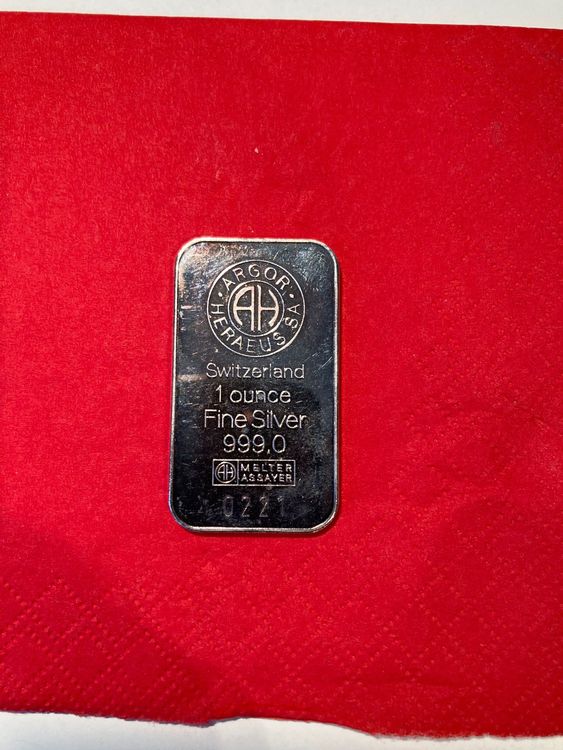 ARGOR·HERAEUS SA·
AH
Switzerland
1 ounce
Fine Silver
999,0
AH MELTER
ASSAYER
0221